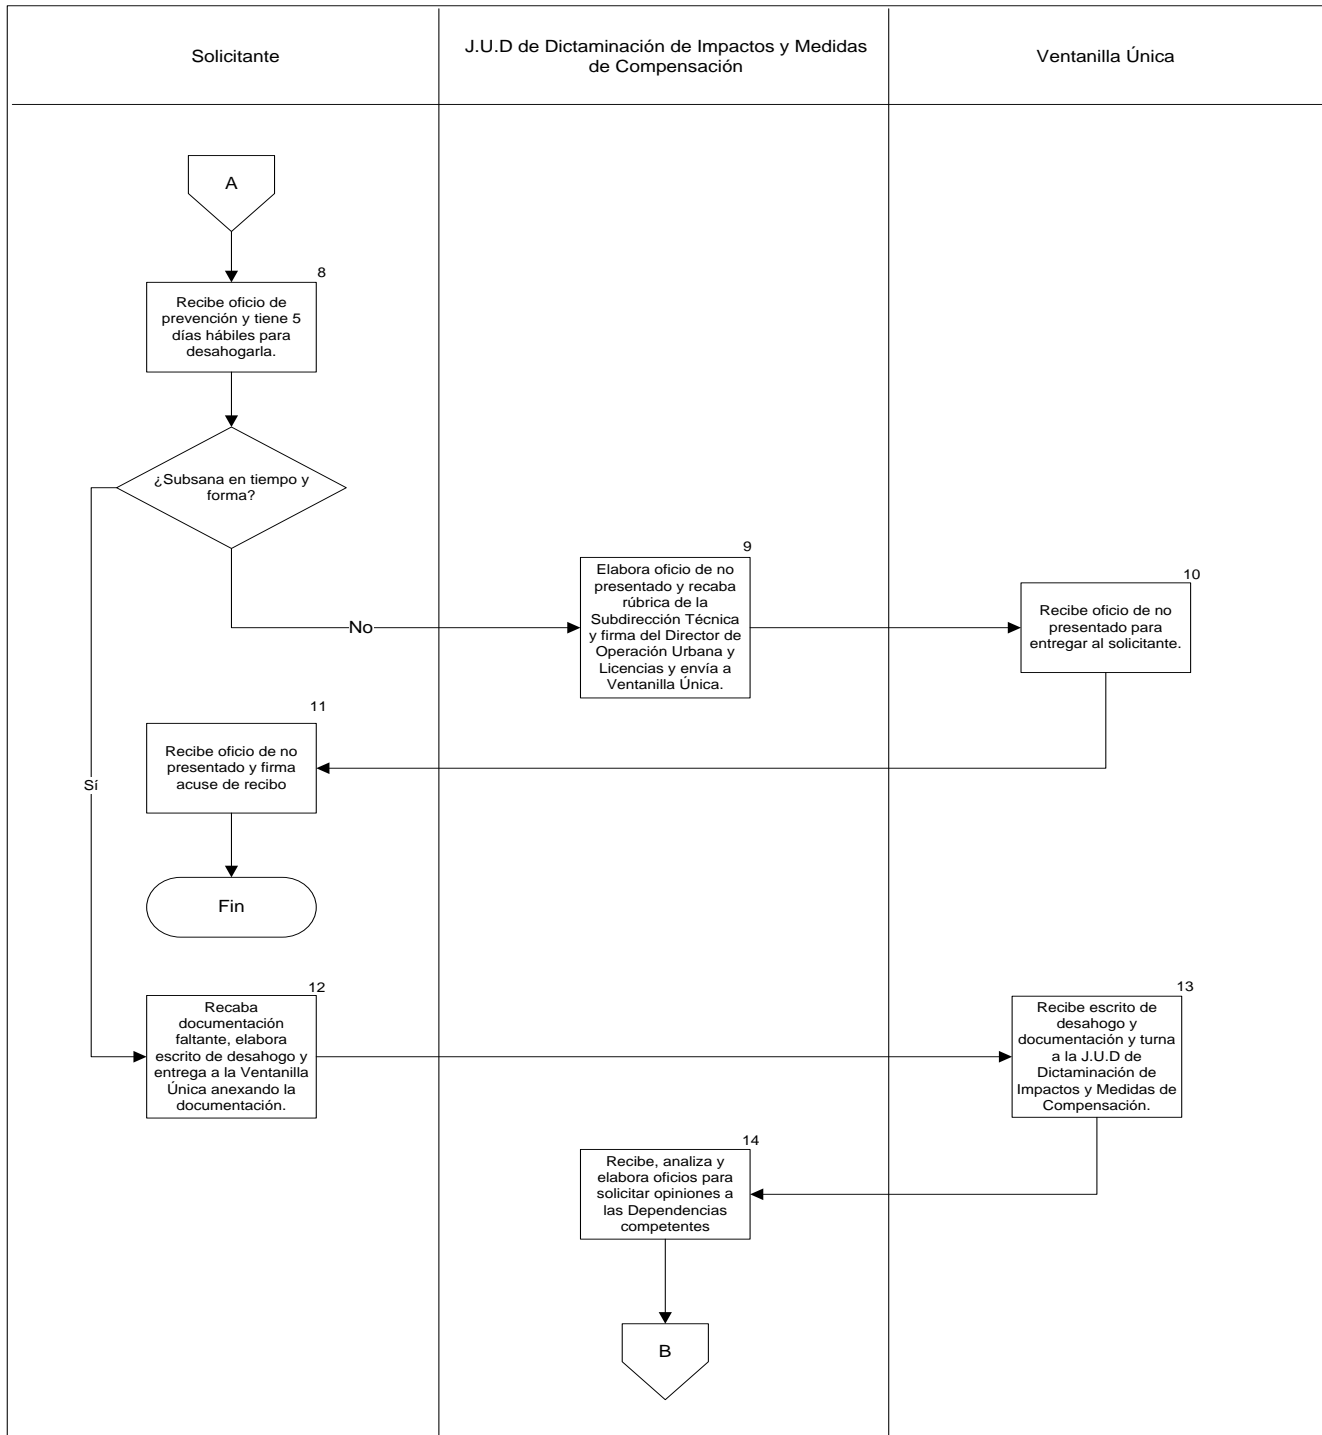 Solicitante
J.U.D de Dictaminación de Impactos y Medidas
de Compensación
Ventanilla Única
A
8
Recibe oficio de
prevención y tiene 5
días hábiles para
desahogarla.
¿Subsana en tiempo y
forma?
No
9
Elabora oficio de no
presentado y recaba
rúbrica de la
Subdirección Técnica
y firma del Director de
Operación Urbana y
Licencias y envía a
Ventanilla Única.
10
Recibe oficio de no
presentado para
entregar al solicitante.
11
Recibe oficio de no
presentado y firma
acuse de recibo
Sí
Fin
12
Recaba
documentación
faltante, elabora
escrito de desahogo y
entrega a la Ventanilla
Única anexando la
documentación.
13
Recibe escrito de
desahogo y
documentación y turna
a la J.U.D de
Dictaminación de
Impactos y Medidas de
Compensación.
14
Recibe, analiza y
elabora oficios para
solicitar opiniones a
las Dependencias
competentes
B